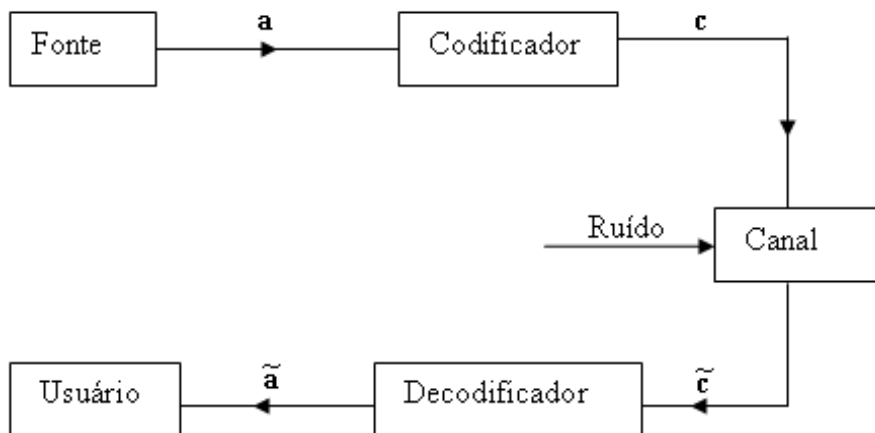 a
c
Fonte
Codificador
Ruído
Canal
ã
c̃
Usuário
Decodificador